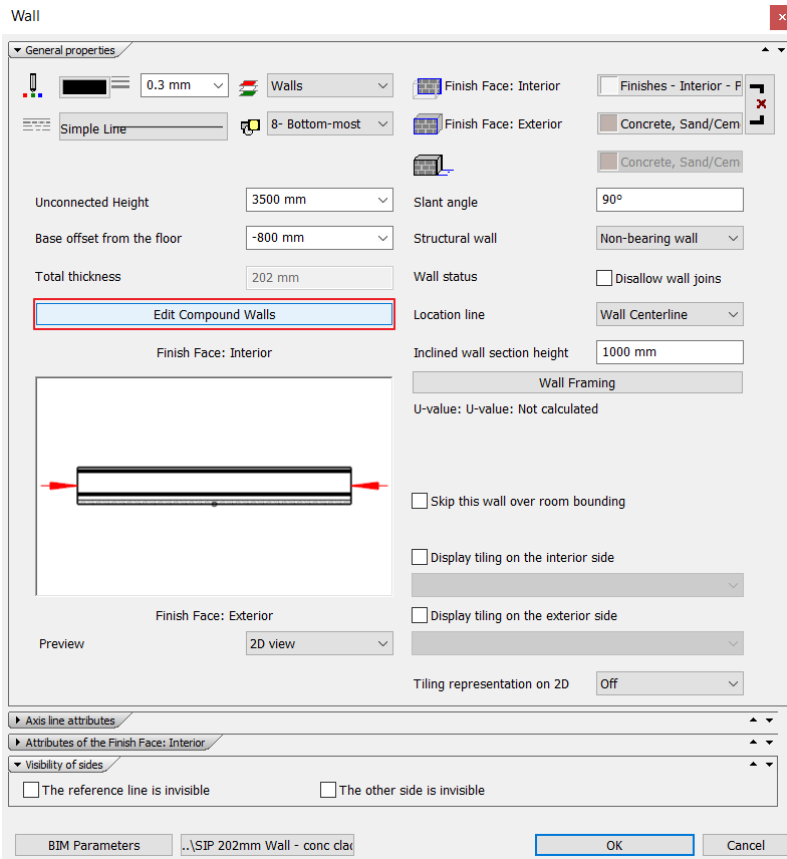 Wall
General properties
0.3 mm
Walls
Finish Face: Interior
Finishes - Interior - P
Simple Line
8- Bottom-most
Finish Face: Exterior
Concrete, Sand/Cem
Concrete, Sand/Cem
Unconnected Height
3500 mm
Slant angle
90º
Base offset from the floor
-800 mm
Structural wall
Non-bearing wall
Total thickness
202 mm
Wall status
Disallow wall joins
Edit Compound Walls
Location line
Wall Centerline
Finish Face: Interior
Inclined wall section height
1000 mm
Wall Framing
U-value: U-value: Not calculated
Skip this wall over room bounding
Display tiling on the interior side
Finish Face: Exterior
Display tiling on the exterior side
Preview
2D view
Tiling representation on 2D
Off
Axis line attributes
Attributes of the Finish Face: Interior
Visibility of sides
The reference line is invisible
The other side is invisible
BIM Parameters
..\SIP 202mm Wall - conc clad
OK
Cancel